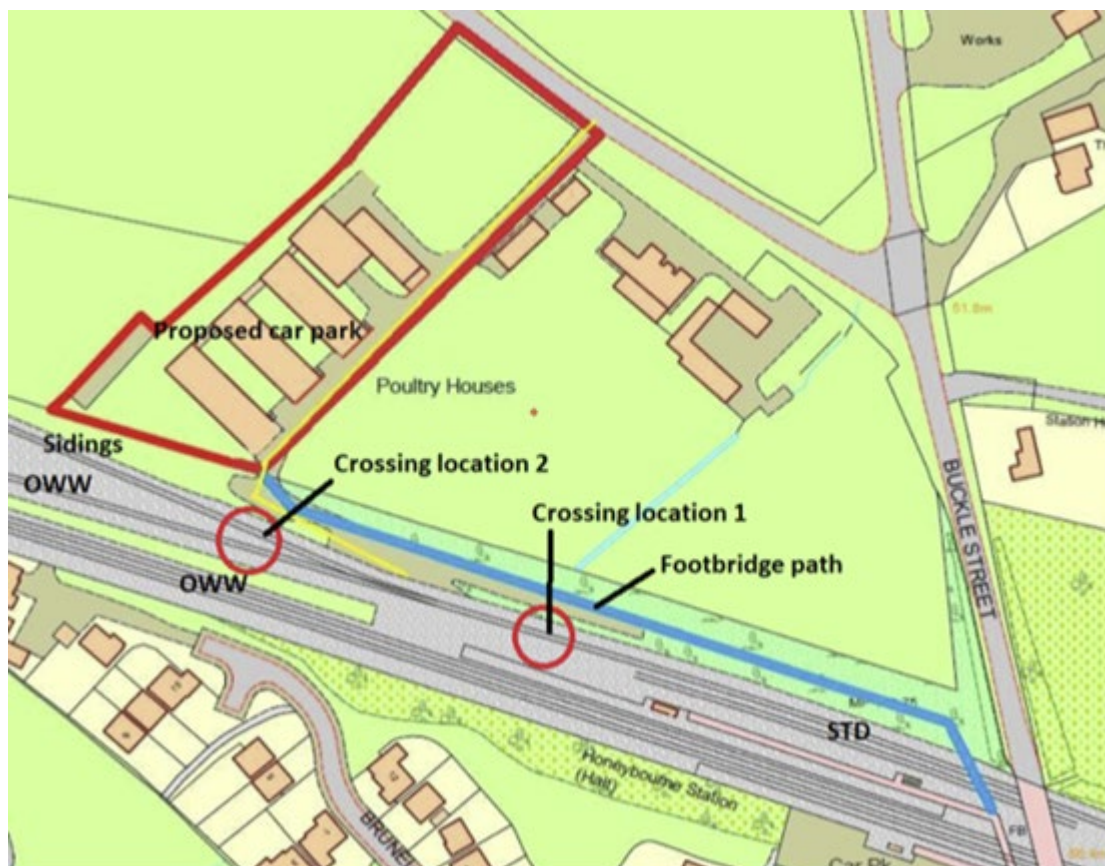 Works
Proposed car park
51.8m
Poultry Houses
Station H
Sidings
Crossing location 2
OWW
Crossing location 1
BUCKLE STREET
Footbridge path
OWW
STD
Honeybourne Station
(Halt)
BRUNE
FB
Car Pk